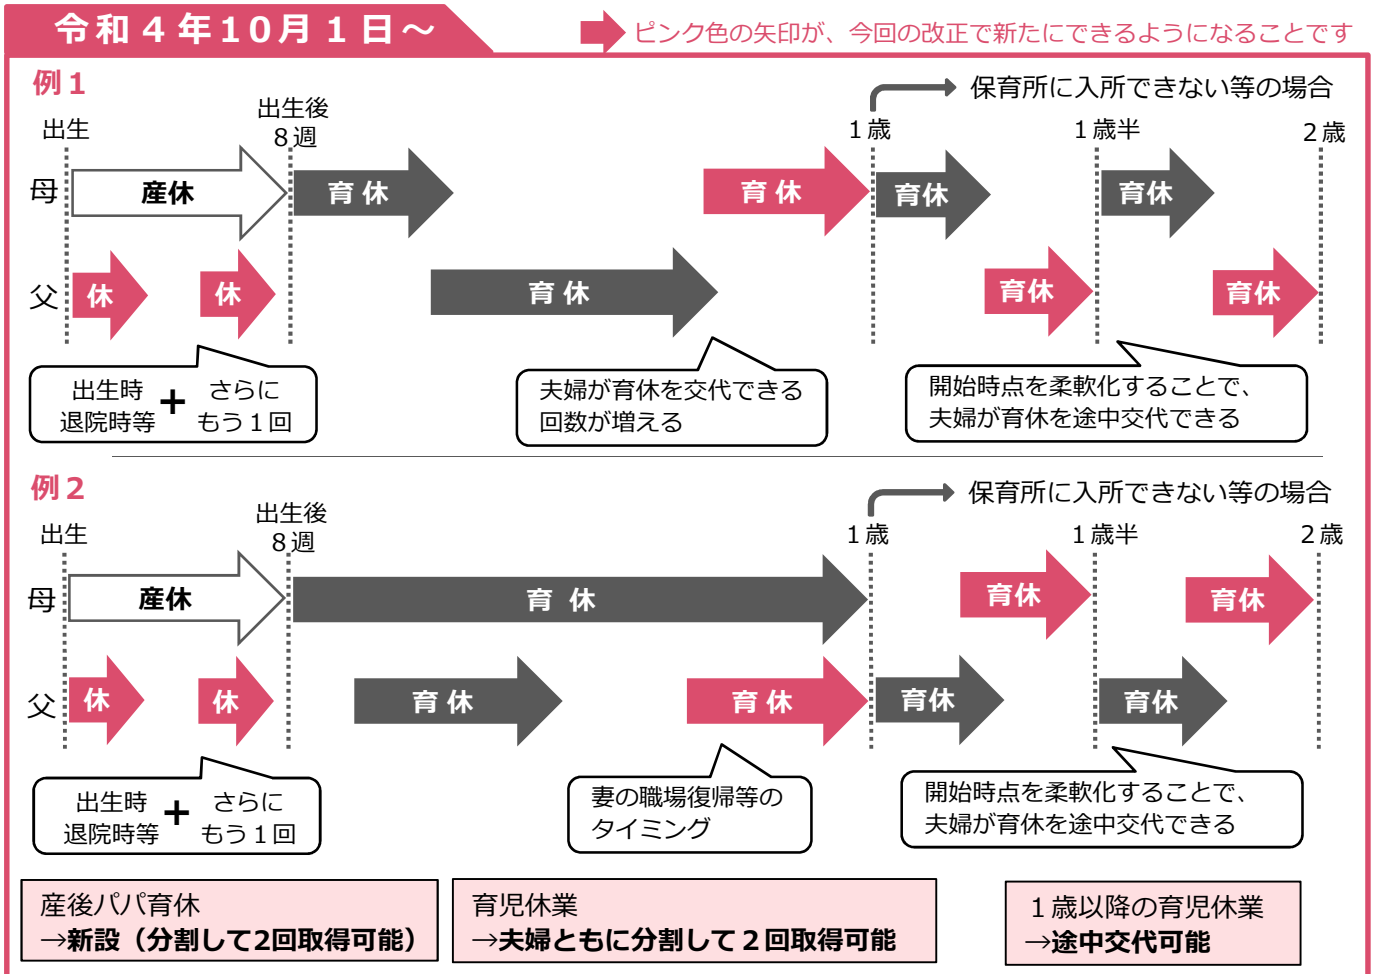 令和４年10月１日～
ピンク色の矢印が、今回の改正で新たにできるようになることです
例１
保育所に入所できない等の場合
出生
出生後
８週
１歳
１歳半
２歳
母
産休
育休
育休
育休
育休
父
休
休
育休
育休
育休
出生時
退院時等
＋
さらに
もう１回
夫婦が育休を交代できる
回数が増える
開始時点を柔軟化することで、
夫婦が育休を途中交代できる
例２
保育所に入所できない等の場合
出生
出生後
８週
１歳
１歳半
２歳
母
産休
育休
育休
育休
父
休
休
育休
育休
育休
育休
出生時
退院時等
＋
さらに
もう１回
妻の職場復帰等の
タイミング
開始時点を柔軟化することで、
夫婦が育休を途中交代できる
産後パパ育休
→新設（分割して2回取得可能）
育児休業
→夫婦ともに分割して２回取得可能
１歳以降の育児休業
→途中交代可能